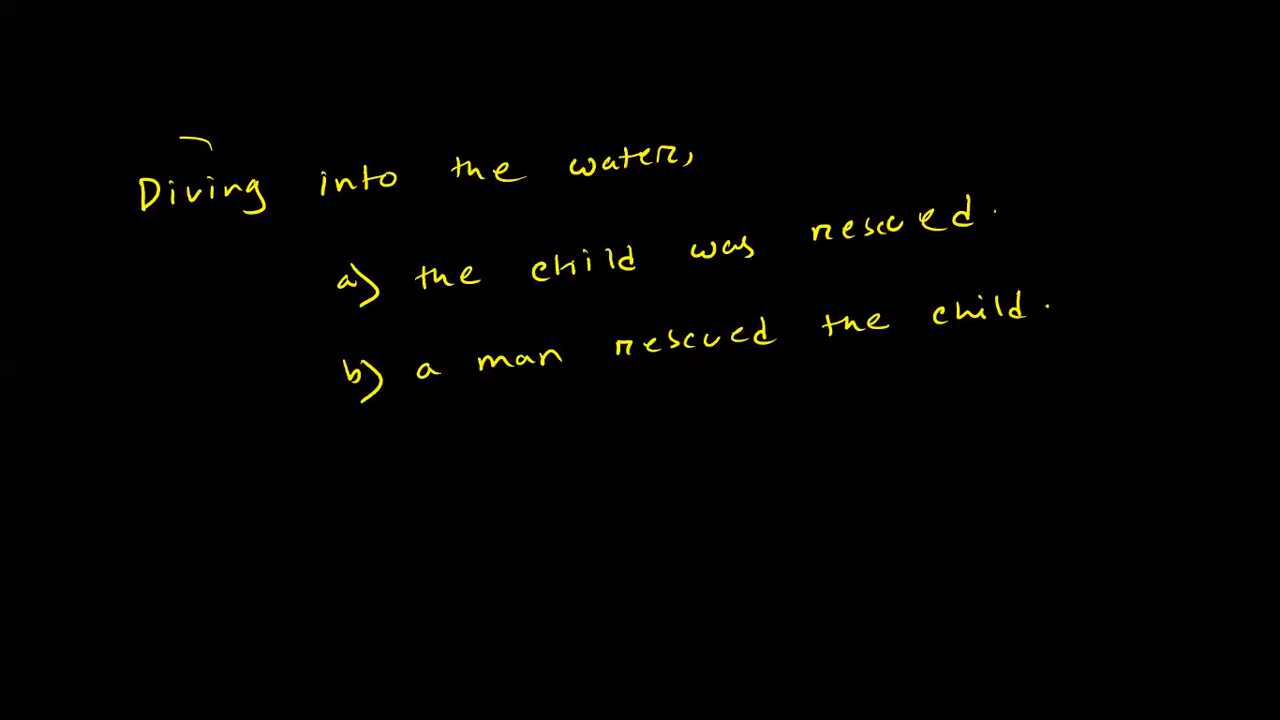 Diving into the water,
a) the child was rescued.
b) a man rescued the child.